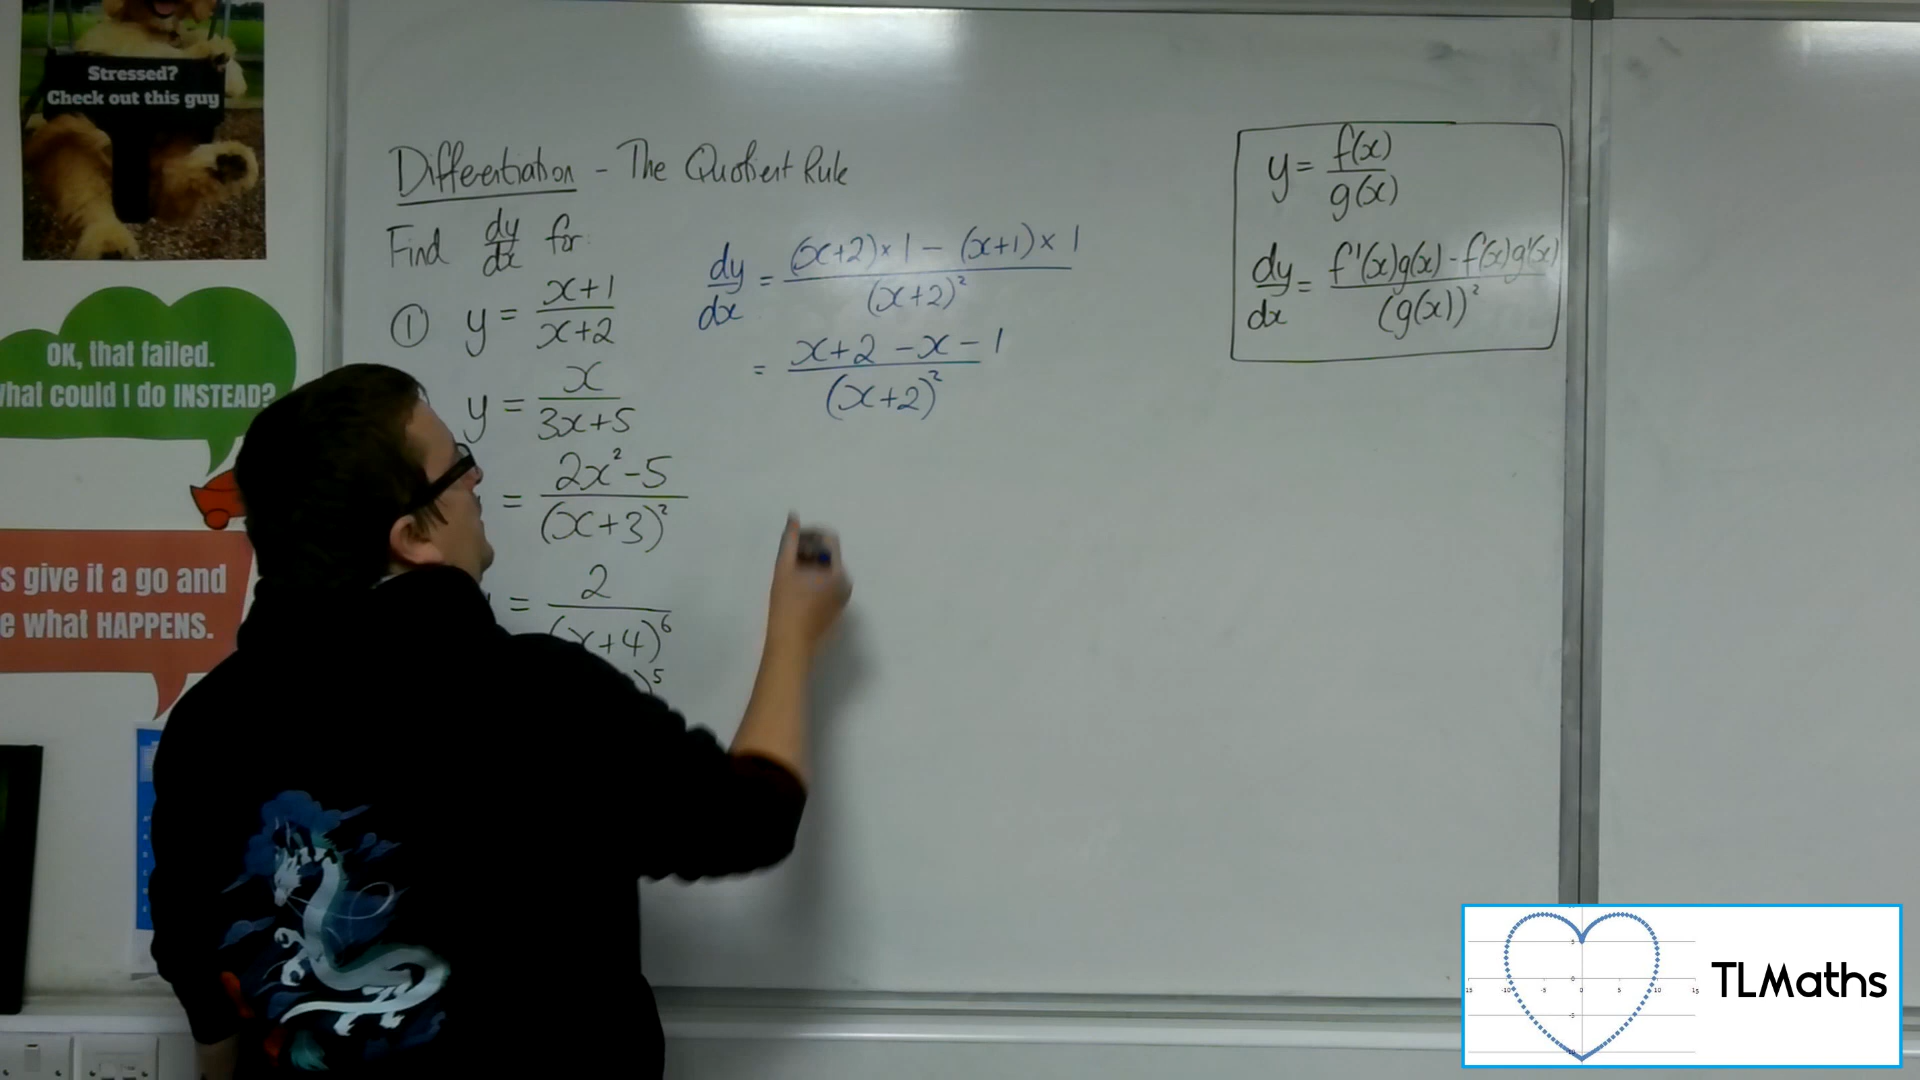 Stressed?
Check out this guy
OK, that failed.
What could I do INSTEAD?
s give it a go and
e what HAPPENS.
Differentiation - The Quotient Rule
Find dy/dx for:
① y = (x+1)/(x+2)
y = x/(3x+5)
= (2x²-5)/(x+3)²
= 2/(x+4)⁶
)⁵
dy/dx = ((x+2)×1 - (x+1)×1)/(x+2)²
= (x+2-x-1)/(x+2)²
y = f(x)/g(x)
dy/dx = (f'(x)g(x) - f(x)g'(x))/(g(x))²
TLMaths